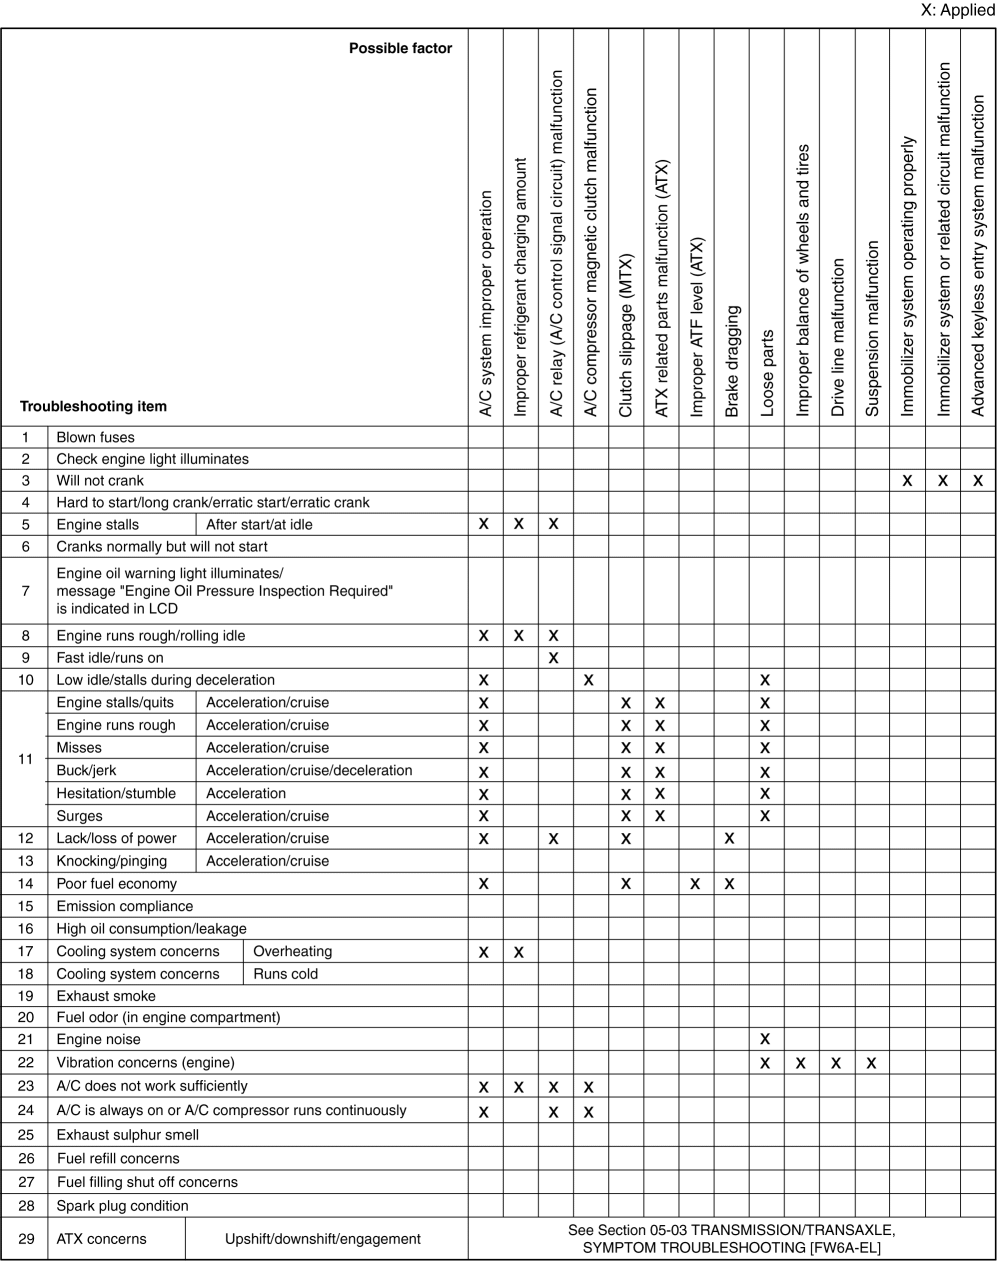 X: Applied
Possible factor
A/C system improper operation
Improper refrigerant charging amount
A/C relay (A/C control signal circuit) malfunction
A/C compressor magnetic clutch malfunction
Clutch slippage (MTX)
ATX related parts malfunction (ATX)
Improper ATF level (ATX)
Brake dragging
Loose parts
Improper balance of wheels and tires
Drive line malfunction
Suspension malfunction
Immobilizer system operating properly
Immobilizer system or related circuit malfunction
Advanced keyless entry system malfunction
Troubleshooting item
1 Blown fuses
2 Check engine light illuminates
3 Will not crank X X X
4 Hard to start/long crank/erratic start/erratic crank
5 Engine stalls After start/at idle X X X
6 Cranks normally but will not start
7 Engine oil warning light illuminates/
message "Engine Oil Pressure Inspection Required"
is indicated in LCD
8 Engine runs rough/rolling idle X X X
9 Fast idle/runs on X
10 Low idle/stalls during deceleration X X X
11 Engine stalls/quits Acceleration/cruise X X X X
Engine runs rough Acceleration/cruise X X X X
Misses Acceleration/cruise X X X X
Buck/jerk Acceleration/cruise/deceleration X X X X
Hesitation/stumble Acceleration X X X X
Surges Acceleration/cruise X X X X
12 Lack/loss of power Acceleration/cruise X X X X
13 Knocking/pinging Acceleration/cruise
14 Poor fuel economy X X X X
15 Emission compliance
16 High oil consumption/leakage
17 Cooling system concerns Overheating X X
18 Cooling system concerns Runs cold
19 Exhaust smoke
20 Fuel odor (in engine compartment)
21 Engine noise X
22 Vibration concerns (engine) X X X X
23 A/C does not work sufficiently X X X X
24 A/C is always on or A/C compressor runs continuously X X X
25 Exhaust sulphur smell
26 Fuel refill concerns
27 Fuel filling shut off concerns
28 Spark plug condition
29 ATX concerns Upshift/downshift/engagement See Section 05-03 TRANSMISSION/TRANSAXLE,
SYMPTOM TROUBLESHOOTING [FW6A-EL]